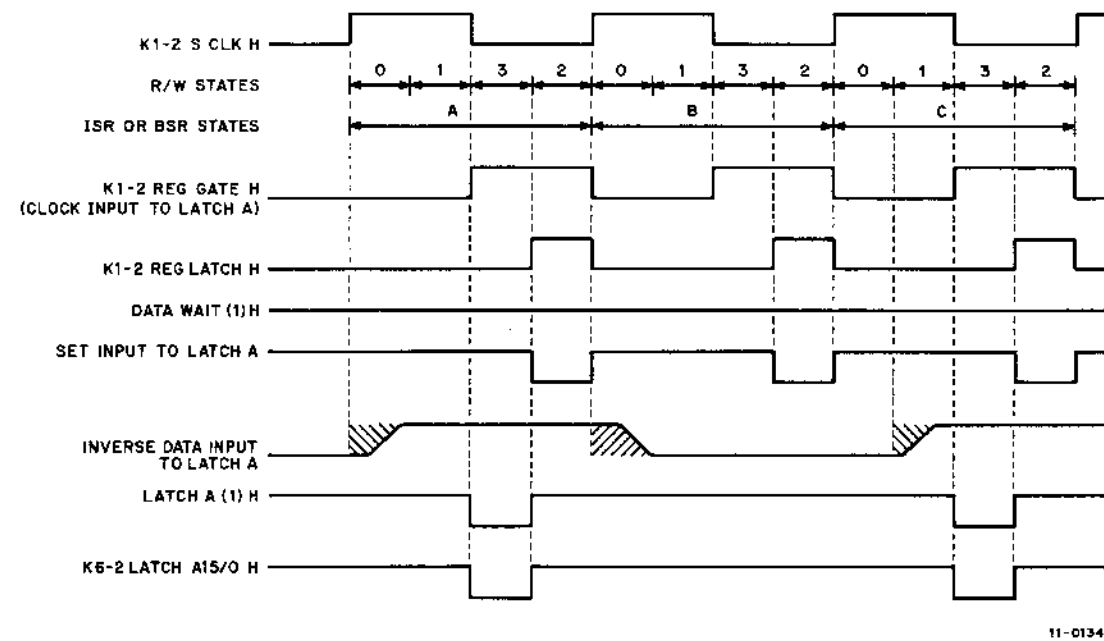 K1-2 S CLK H
R/W STATES
0 1 3 2 0 1 3 2 0 1 3 2
ISR OR BSR STATES
A B C
K1-2 REG GATE H
(CLOCK INPUT TO LATCH A)
K1-2 REG LATCH H
DATA WAIT (1) H
SET INPUT TO LATCH A
INVERSE DATA INPUT
TO LATCH A
LATCH A (1) H
K6-2 LATCH A15/0 H
11-0134